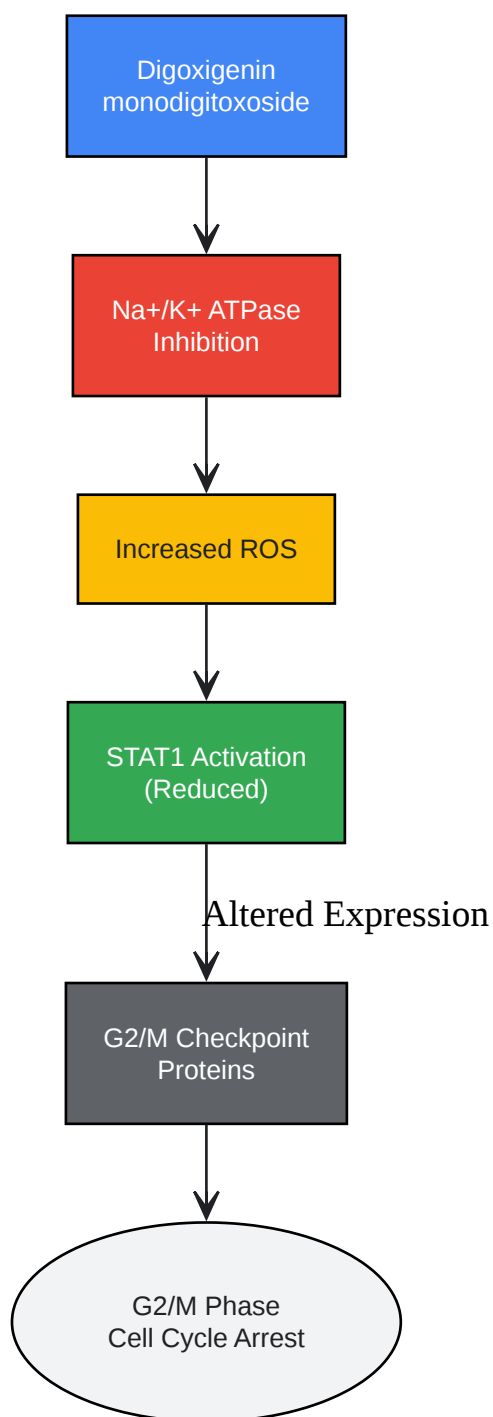 Digoxigenin
monodigitoxoside
Na+/K+ ATPase
Inhibition
Increased ROS
STAT1 Activation
(Reduced)
Altered Expression
G2/M Checkpoint
Proteins
G2/M Phase
Cell Cycle Arrest